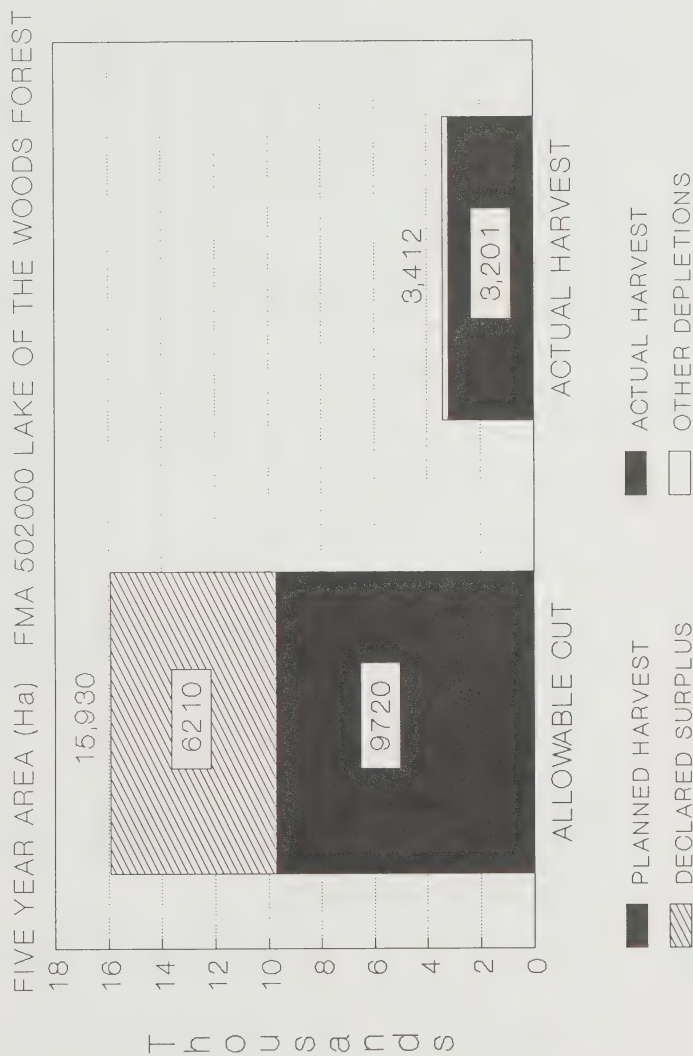 FIVE YEAR AREA (Ha) FMA 502000 LAKE OF THE WOODS FOREST
Thousands
18
16
14
12
10
8
6
4
2
0
15,930
6210
9720
3,412
3,201
ALLOWABLE CUT
ACTUAL HARVEST
PLANNED HARVEST
DECLARED SURPLUS
ACTUAL HARVEST
OTHER DEPLETIONS